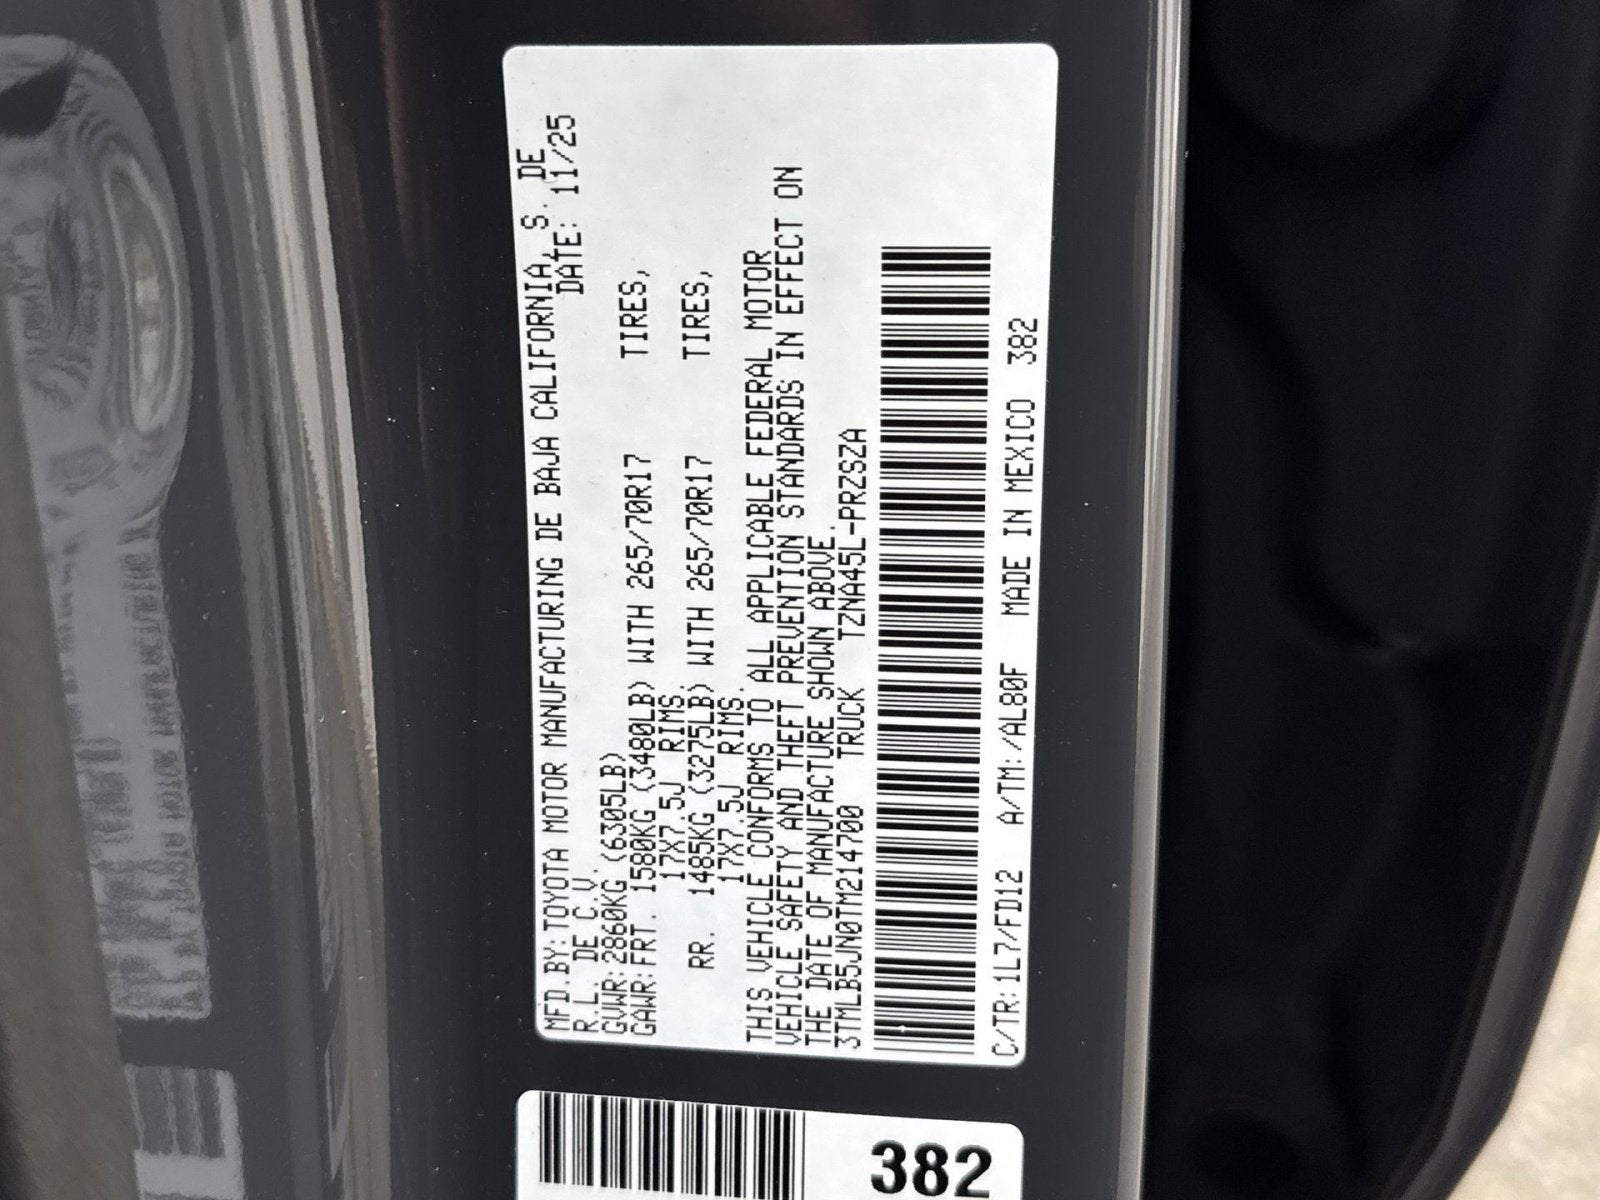 MFD.BY:TOYOTA MOTOR MANUFACTURING DE BAJA CALIFORNIA, S. DE
R.L. DE C.V. DATE: 11/25
GVWR:2860KG (6305LB)
GAWR:FRT. 1580KG (3480LB) WITH 265/70R17 TIRES,
17X7.5J RIMS.
RR. 1485KG (3275LB) WITH 265/70R17 TIRES,
17X7.5J RIMS.
THIS VEHICLE CONFORMS TO ALL APPLICABLE FEDERAL MOTOR
VEHICLE SAFETY AND THEFT PREVENTION STANDARDS IN EFFECT ON
THE DATE OF MANUFACTURE SHOWN ABOVE.
3TMLB5JN0TM214700 TRUCK TZNA45L-PRZSZA
C/TR:1L7/FD12 A/TM:/AL80F MADE IN MEXICO 382
382